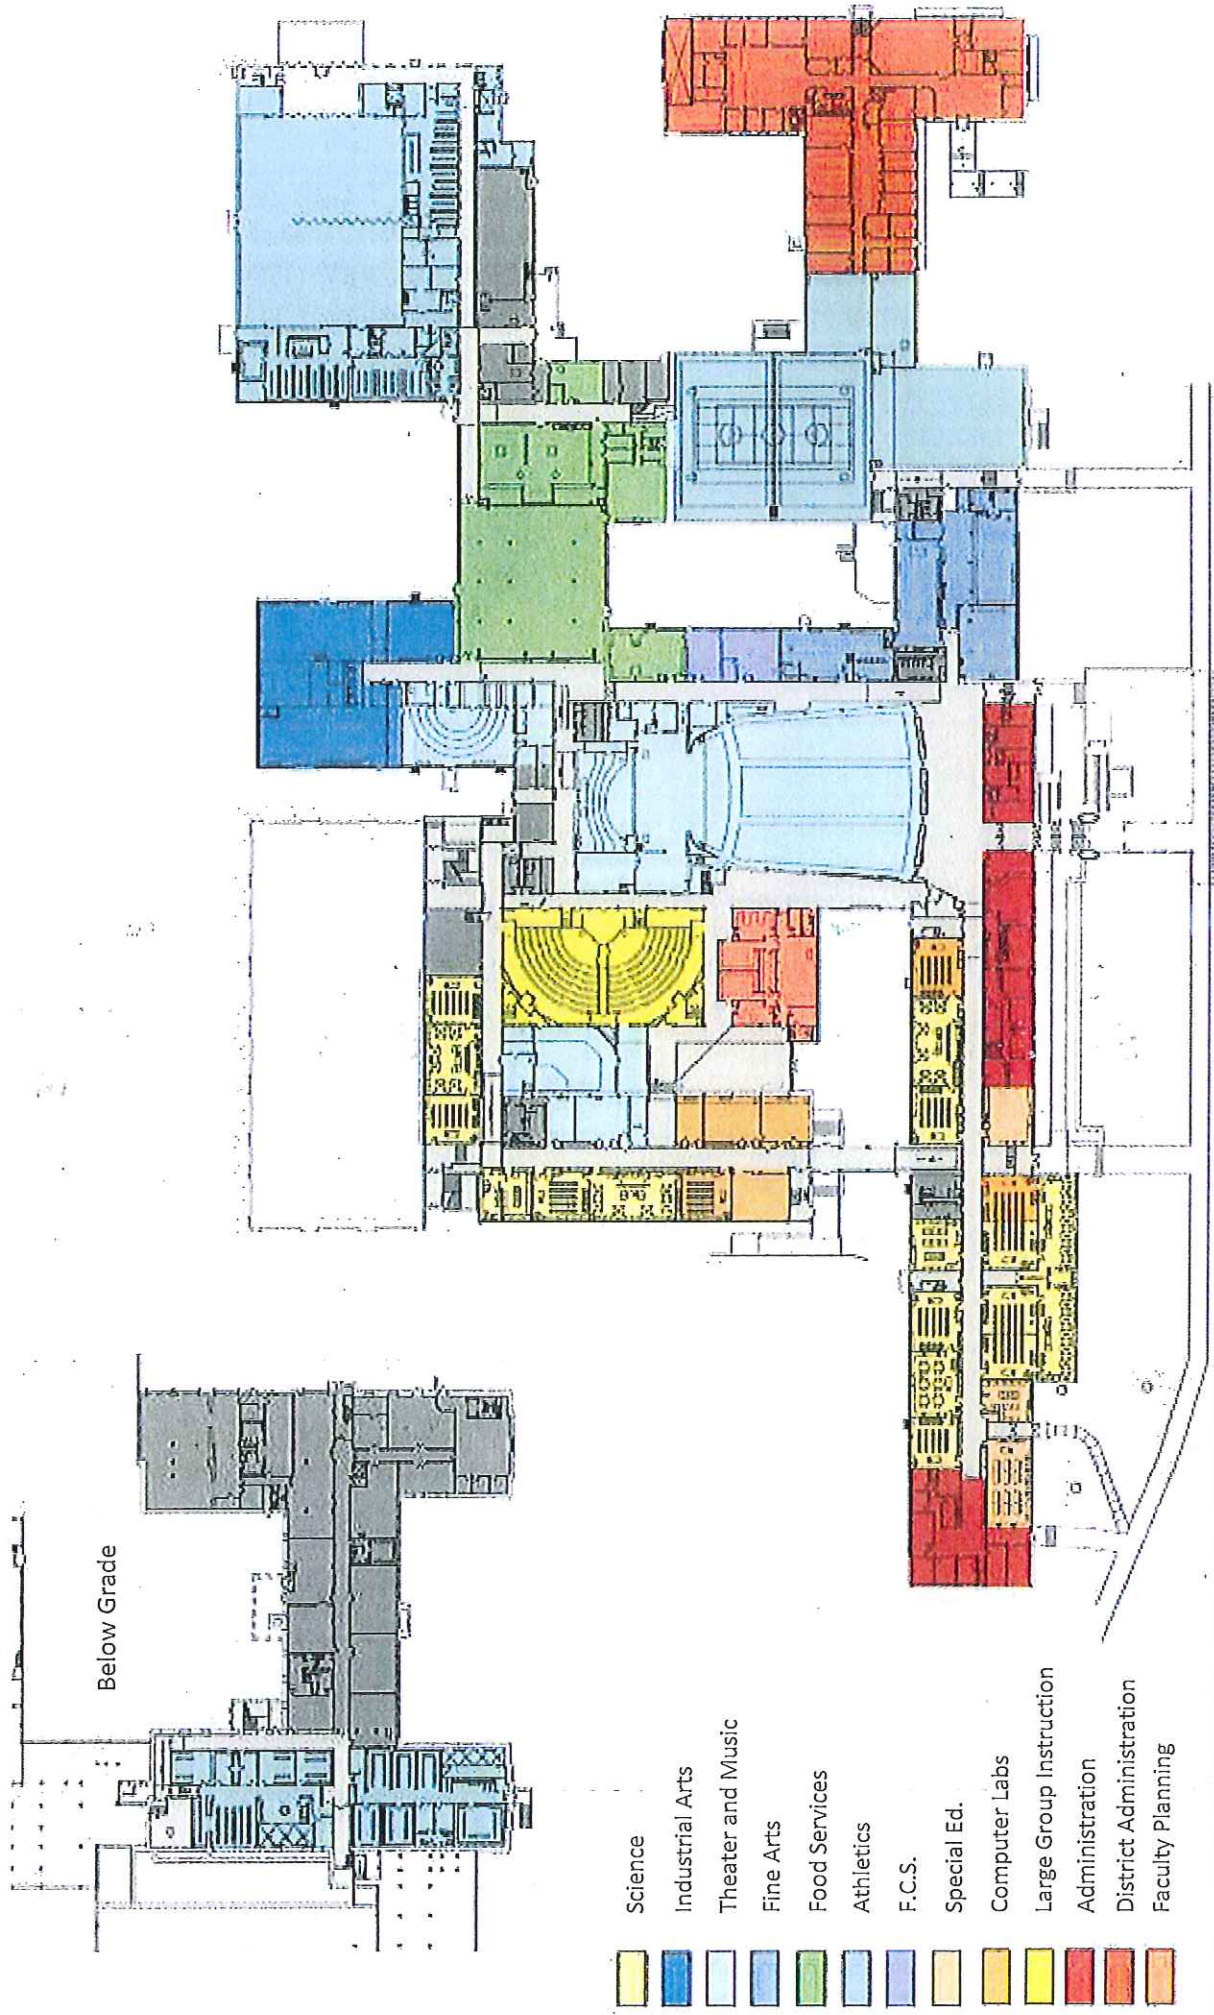 Below Grade
Science
Industrial Arts
Theater and Music
Fine Arts
Food Services
Athletics
F.C.S.
Special Ed.
Computer Labs
Large Group Instruction
Administration
District Administration
Faculty Planning